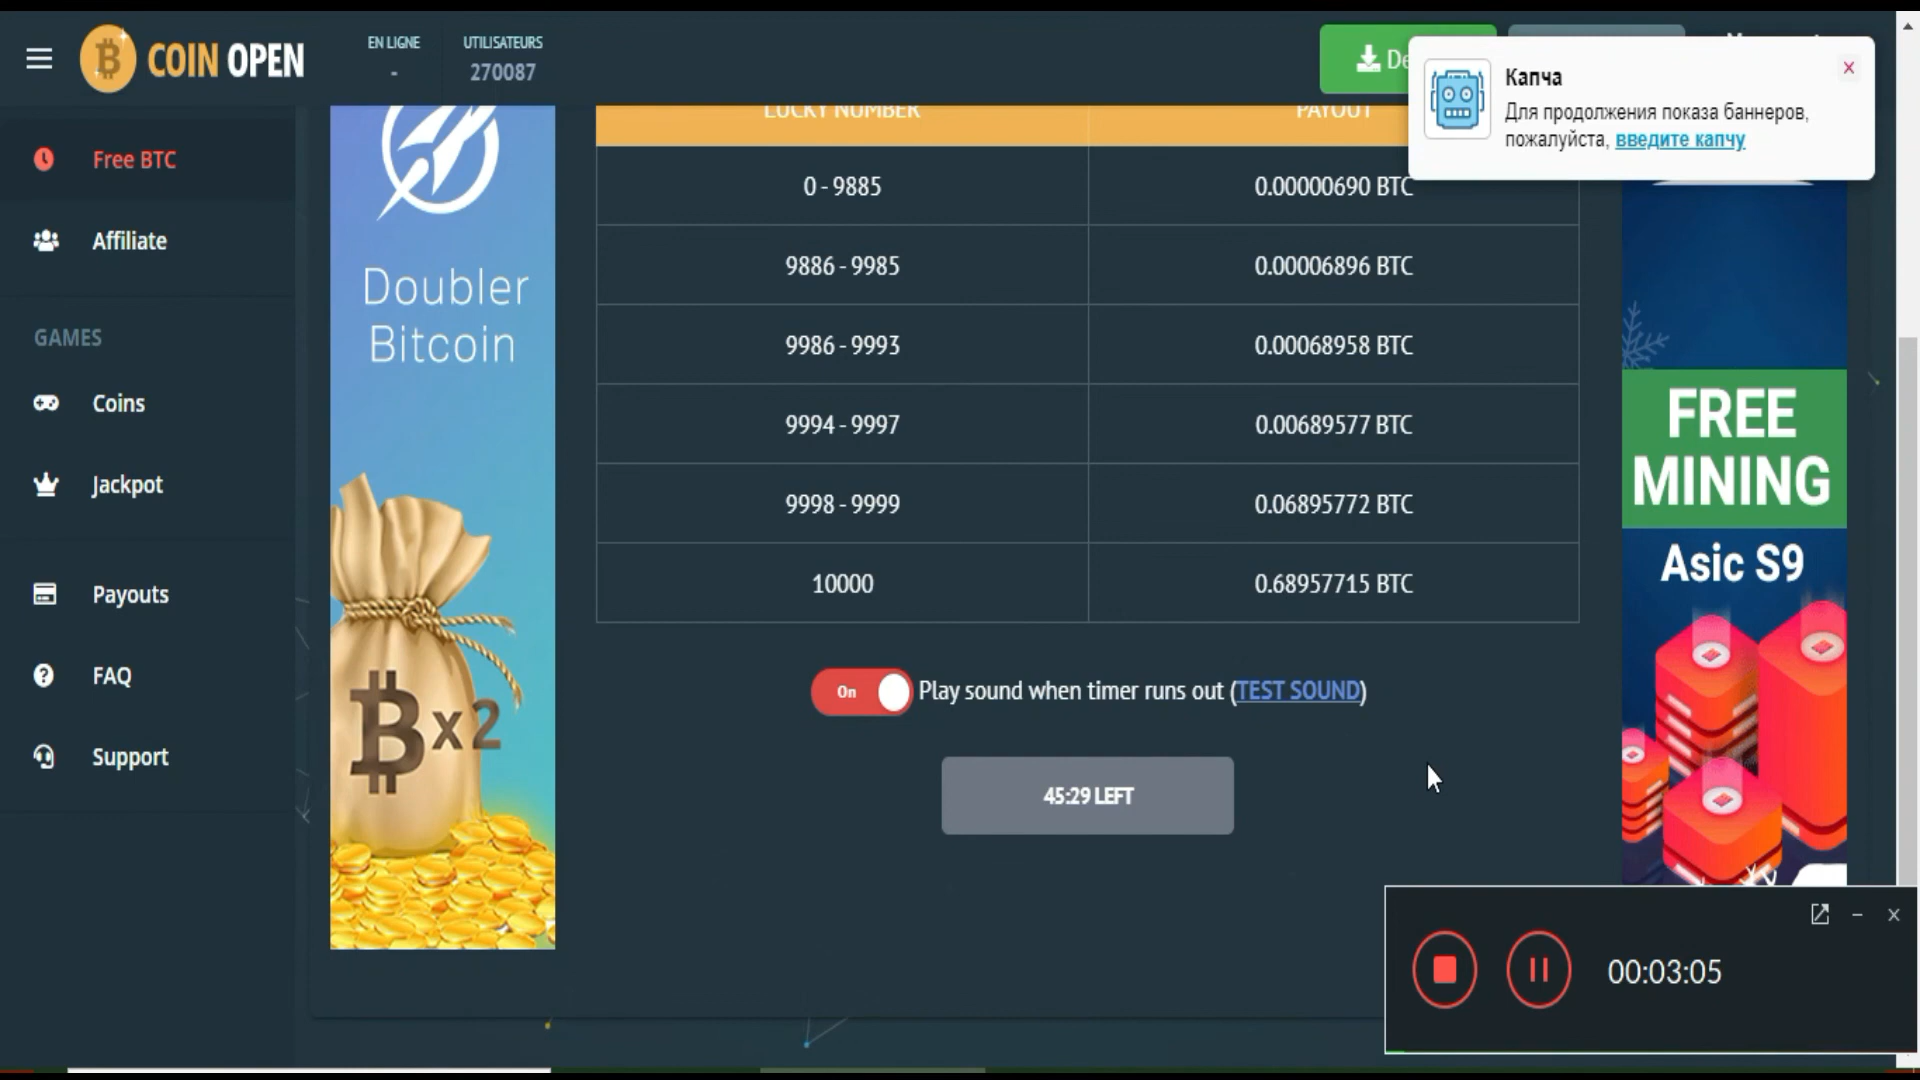 COIN OPEN
EN LIGNE
-
UTILISATEURS
270087
Капча
Для продолжения показа баннеров,
пожалуйста, введите капчу
x
Free BTC
Affiliate
GAMES
Coins
Jackpot
Payouts
FAQ
Support
Doubler
Bitcoin
x2
LUCKY NUMBER PAYOUT
0 - 9885 0.00000690 BTC
9886 - 9985 0.00006896 BTC
9986 - 9993 0.00068958 BTC
9994 - 9997 0.00689577 BTC
9998 - 9999 0.06895772 BTC
10000 0.68957715 BTC
On Play sound when timer runs out (TEST SOUND)
45:29 LEFT
FREE
MINING
Asic S9
00:03:05